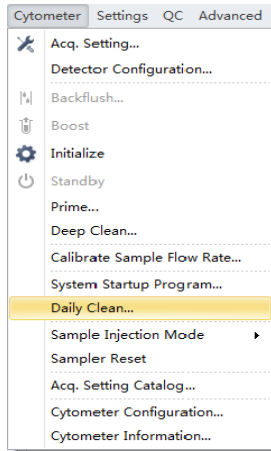 Cytometer Settings QC Advanced
Acq. Setting...
Detector Configuration...
Backflush...
Boost
Initialize
Standby
Prime...
Deep Clean...
Calibrate Sample Flow Rate...
System Startup Program...
Daily Clean...
Sample Injection Mode
Sampler Reset
Acq. Setting Catalog...
Cytometer Configuration...
Cytometer Information...